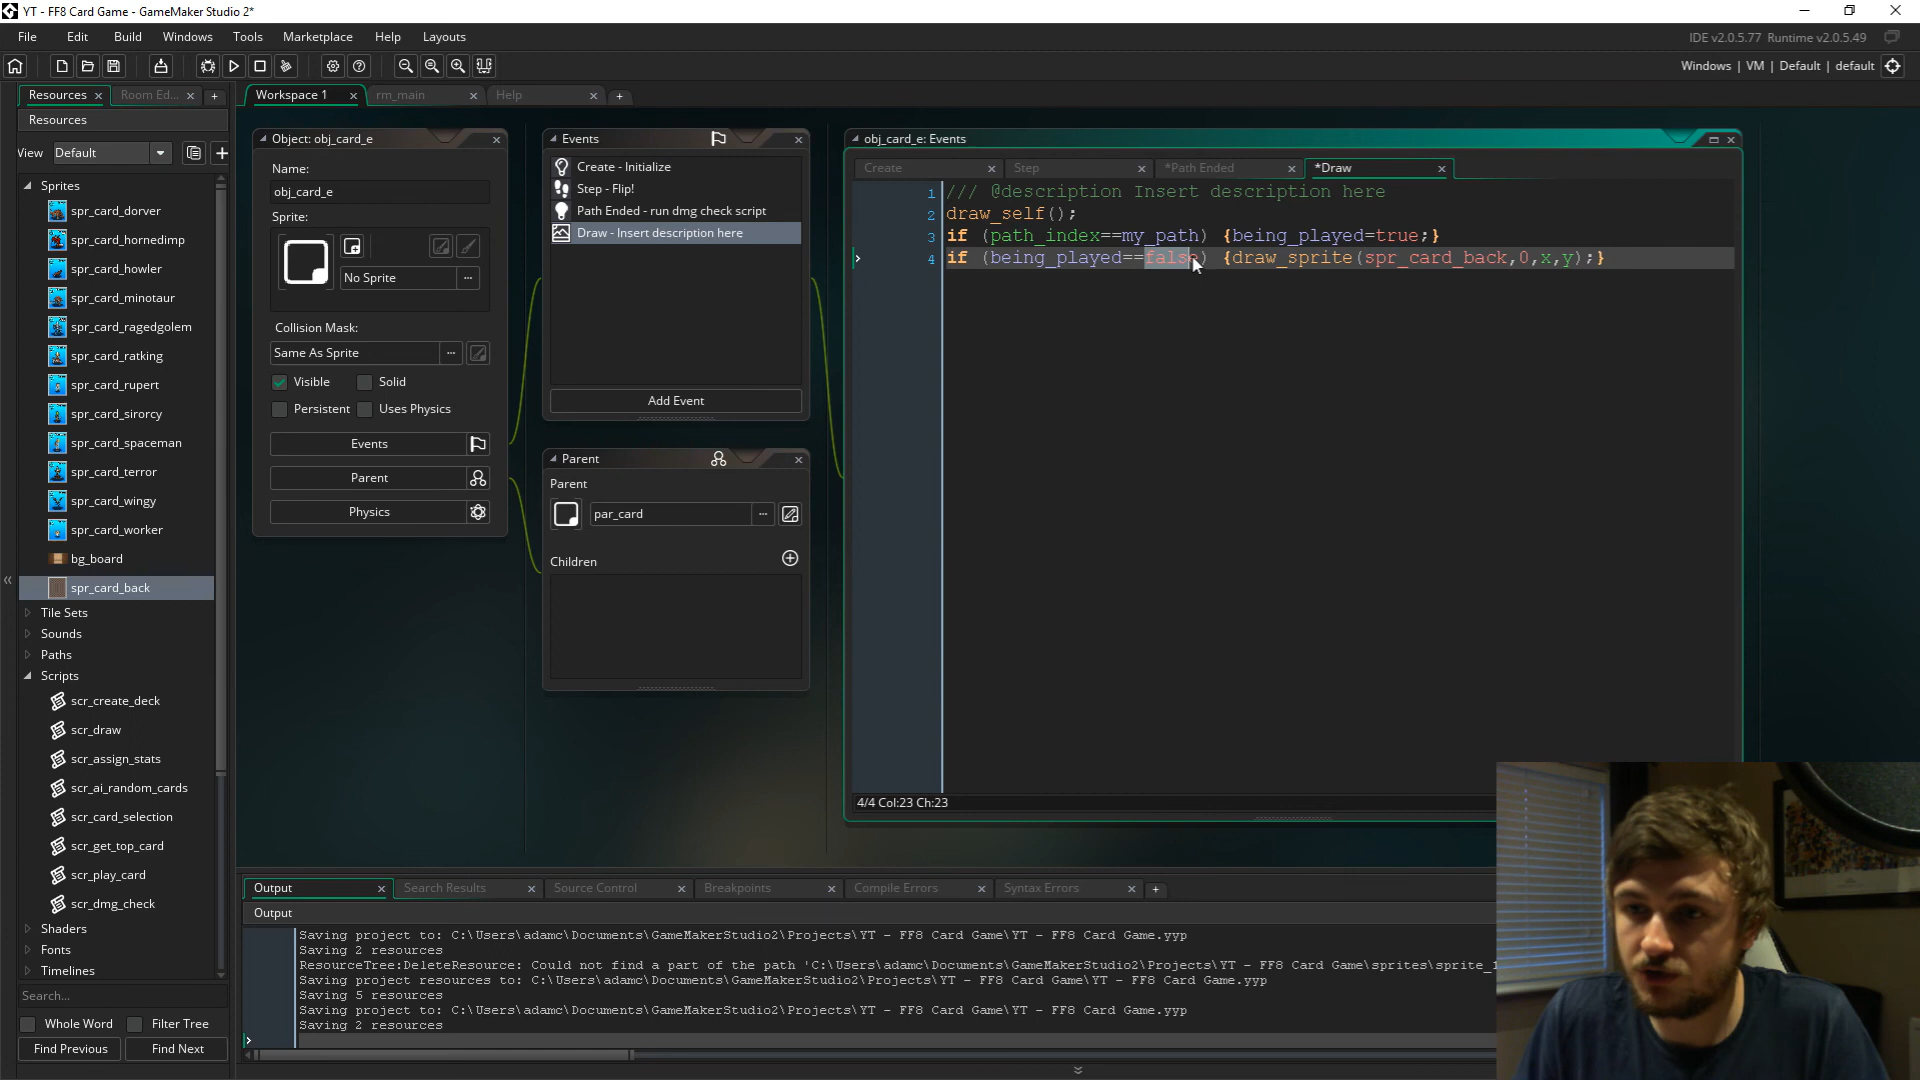 YT - FF8 Card Game - GameMaker Studio 2*
File Edit Build Windows Tools Marketplace Help Layouts
IDE v2.0.5.77 Runtime v2.0.5.49
Windows | VM | Default | default
Resources
Room Ed...
Workspace 1
rm_main
Help
Resources
View Default
Sprites
spr_card_dorver
spr_card_hornedimp
spr_card_howler
spr_card_minotaur
spr_card_ragedgolem
spr_card_ratking
spr_card_rupert
spr_card_sirorcy
spr_card_spaceman
spr_card_terror
spr_card_wingy
spr_card_worker
bg_board
spr_card_back
Tile Sets
Sounds
Paths
Scripts
scr_create_deck
scr_draw
scr_assign_stats
scr_ai_random_cards
scr_card_selection
scr_get_top_card
scr_play_card
scr_dmg_check
Shaders
Fonts
Timelines
Search...
Whole Word Filter Tree
Find Previous Find Next
Object: obj_card_e
Name:
obj_card_e
Sprite:
No Sprite
Collision Mask:
Same As Sprite
Visible Solid
Persistent Uses Physics
Events
Parent
Physics
Events
Create - Initialize
Step - Flip!
Path Ended - run dmg check script
Draw - Insert description here
Add Event
Parent
Parent
par_card
Children
obj_card_e: Events
Create Step *Path Ended *Draw
1 /// @description Insert description here
2 draw_self();
3 if (path_index==my_path) {being_played=true;}
4 if (being_played==false) {draw_sprite(spr_card_back,0,x,y);}
4/4 Col:23 Ch:23
Output Search Results Source Control Breakpoints Compile Errors Syntax Errors
Output
Saving project to: C:\Users\adamc\Documents\GameMakerStudio2\Projects\YT - FF8 Card Game\YT - FF8 Card Game.yyp
Saving 2 resources
ResourceTree:DeleteResource: Could not find a part of the path 'C:\Users\adamc\Documents\GameMakerStudio2\Projects\YT - FF8 Card Game\sprites\sprite_1
Saving project resources to: C:\Users\adamc\Documents\GameMakerStudio2\Projects\YT - FF8 Card Game\YT - FF8 Card Game.yyp
Saving 5 resources
Saving project to: C:\Users\adamc\Documents\GameMakerStudio2\Projects\YT - FF8 Card Game\YT - FF8 Card Game.yyp
Saving 2 resources